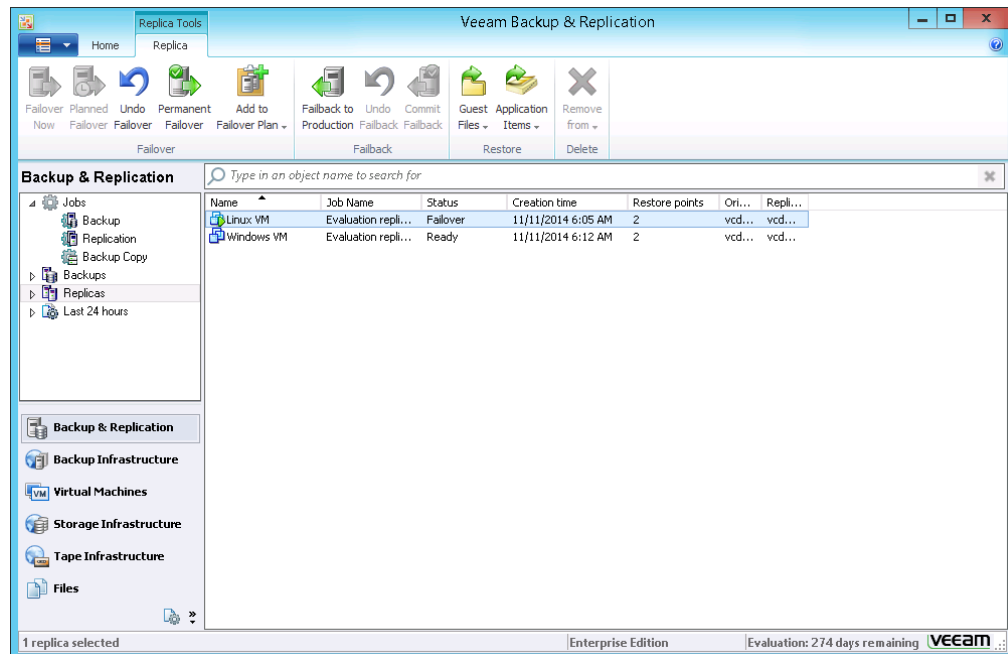 Replica Tools
Veeam Backup & Replication
Home Replica
Failover Now
Planned Failover
Undo Failover
Permanent Failover
Add to Failover Plan
Failback to Production
Undo Failback
Commit Failback
Guest Files
Application Items
Remove from
Failover Failback Restore Delete
Backup & Replication
Type in an object name to search for
Jobs
Backup
Replication
Backup Copy
Backups
Replicas
Last 24 hours
Name Job Name Status Creation time Restore points Ori... Repli...
Linux VM Evaluation repli... Failover 11/11/2014 6:05 AM 2 vcd... vcd...
Windows VM Evaluation repli... Ready 11/11/2014 6:12 AM 2 vcd... vcd...
Backup & Replication
Backup Infrastructure
VM Virtual Machines
Storage Infrastructure
Tape Infrastructure
Files
1 replica selected Enterprise Edition Evaluation: 274 days remaining veeam